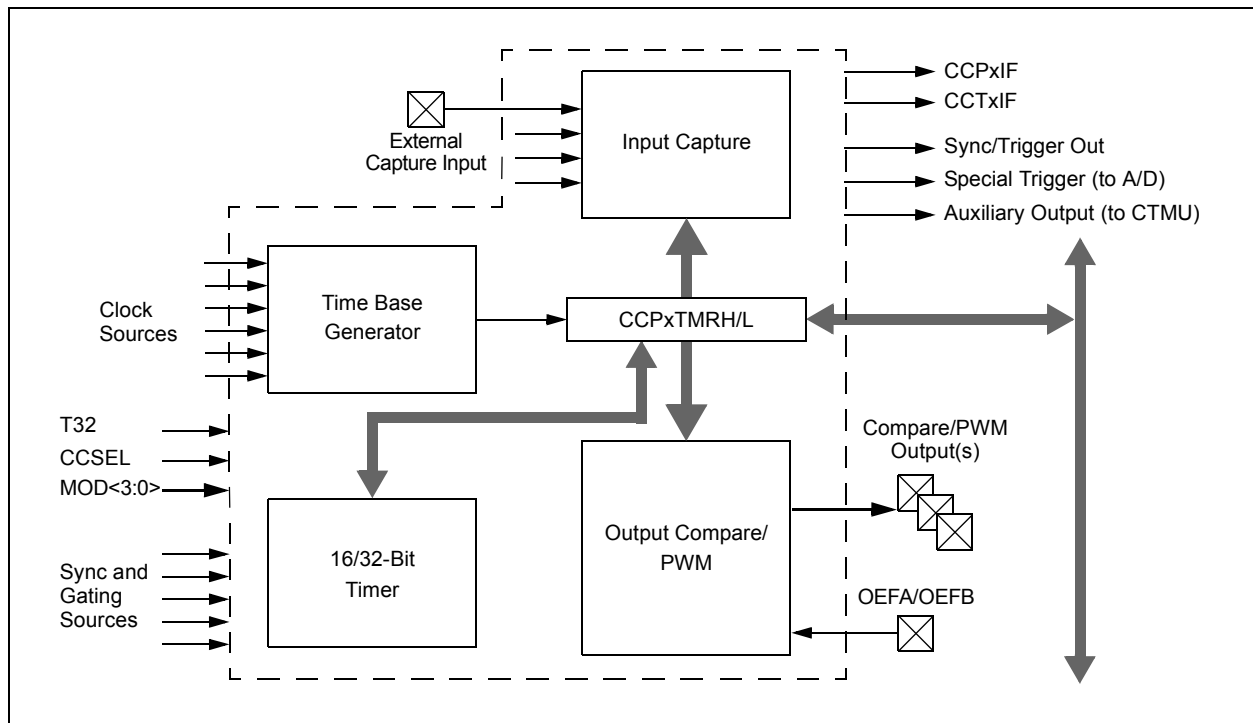 CCPxIF
CCTxIF
External
Capture Input
Input Capture
Sync/Trigger Out
Special Trigger (to A/D)
Auxiliary Output (to CTMU)
Clock
Sources
Time Base
Generator
CCPxTMRH/L
T32
CCSEL
MOD<3:0>
Compare/PWM
Output(s)
Sync and
Gating
Sources
16/32-Bit
Timer
Output Compare/
PWM
OEFA/OEFB